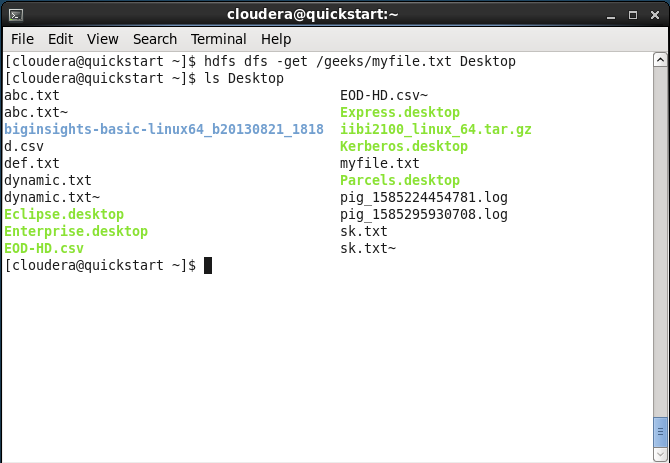 cloudera@quickstart:~
File Edit View Search Terminal Help
[cloudera@quickstart ~]$ hdfs dfs -get /geeks/myfile.txt Desktop
[cloudera@quickstart ~]$ ls Desktop
abc.txt EOD-HD.csv~
abc.txt~ Express.desktop
biginsights-basic-linux64_b20130821_1818 iibi2100_linux_64.tar.gz
d.csv Kerberos.desktop
def.txt myfile.txt
dynamic.txt Parcels.desktop
dynamic.txt~ pig_1585224454781.log
Eclipse.desktop pig_1585295930708.log
Enterprise.desktop sk.txt
EOD-HD.csv sk.txt~
[cloudera@quickstart ~]$